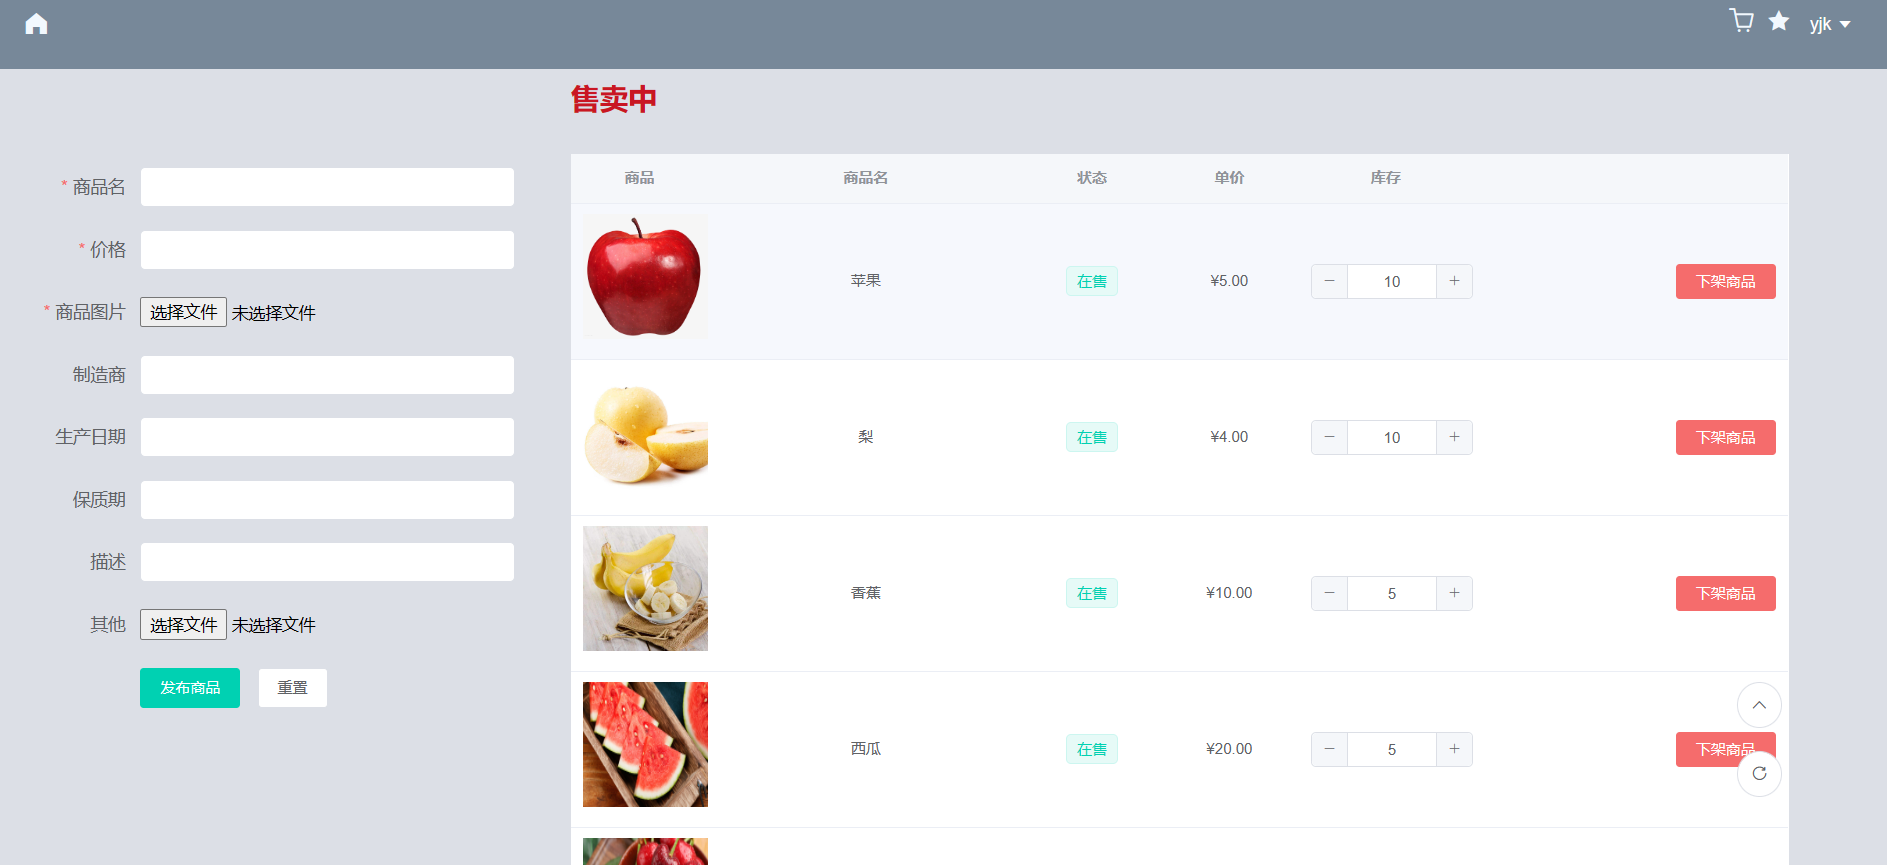 yjk
售卖中
* 商品名
* 价格
* 商品图片 选择文件 未选择文件
制造商
生产日期
保质期
描述
其他 选择文件 未选择文件
发布商品 重置
商品 商品名 状态 单价 库存
苹果 在售 ¥5.00 − 10 + 下架商品
梨 在售 ¥4.00 − 10 + 下架商品
香蕉 在售 ¥10.00 − 5 + 下架商品
西瓜 在售 ¥20.00 − 5 + 下架商品